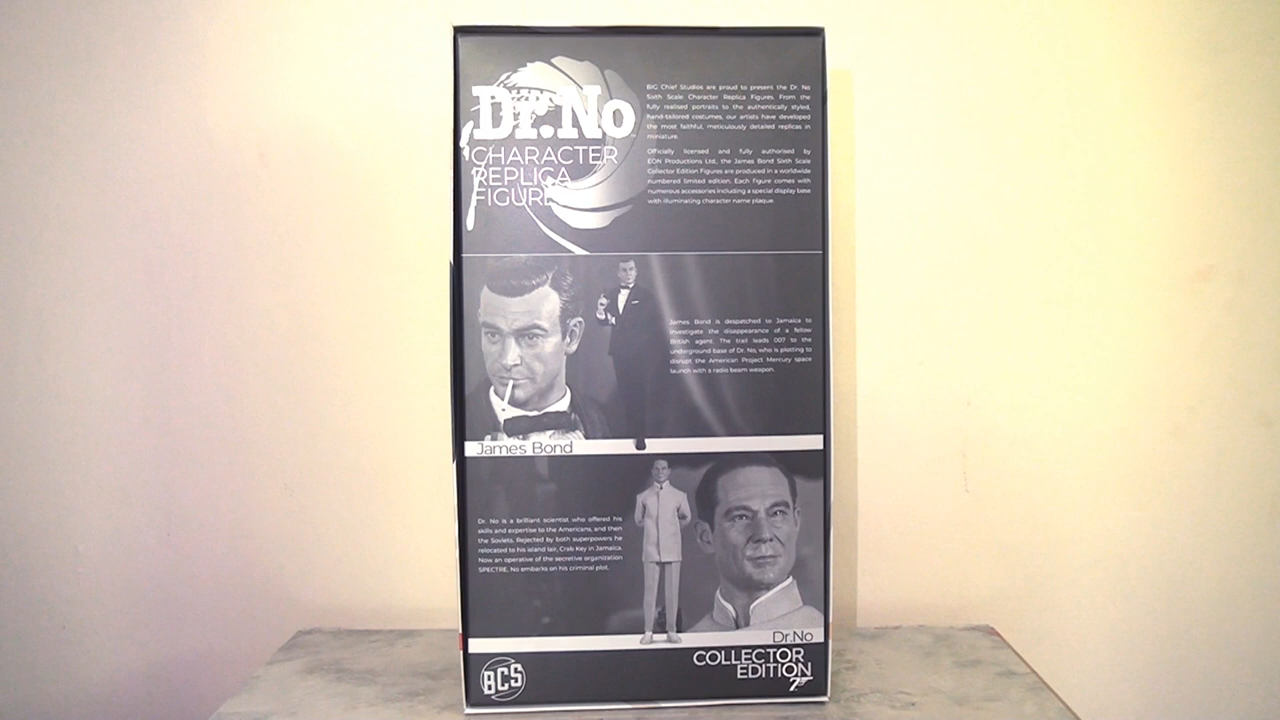 Dr.No
CHARACTER
REPLICA
FIGURE
BIG Chief Studios are proud to present the Dr. No
Sixth Scale Character Replica Figures. From the
fully realised portraits to the authentically styled,
hand-tailored costumes, our artists have developed
the most faithful, meticulously detailed replicas in
miniature.
Officially licensed and fully authorised by
EON Productions Ltd., the James Bond Sixth Scale
Collector Edition Figures are produced in a worldwide
numbered limited edition. Each figure comes with
numerous accessories including a special display base
with illuminating character name plaque.
James Bond is despatched to Jamaica to
investigate the disappearance of a fellow
British agent. The trail leads 007 to the
underground base of Dr. No, who is plotting to
disrupt the American Project Mercury space
launch with a radio beam weapon.
James Bond
Dr. No is a brilliant scientist who offered his
skills and expertise to the Americans, and then
the Soviets. Rejected by both superpowers he
relocated to his island lair, Crab Key in Jamaica.
Now an operative of the secretive organization
SPECTRE, No embarks on his criminal plot.
Dr.No
COLLECTOR
EDITION
007
BCS